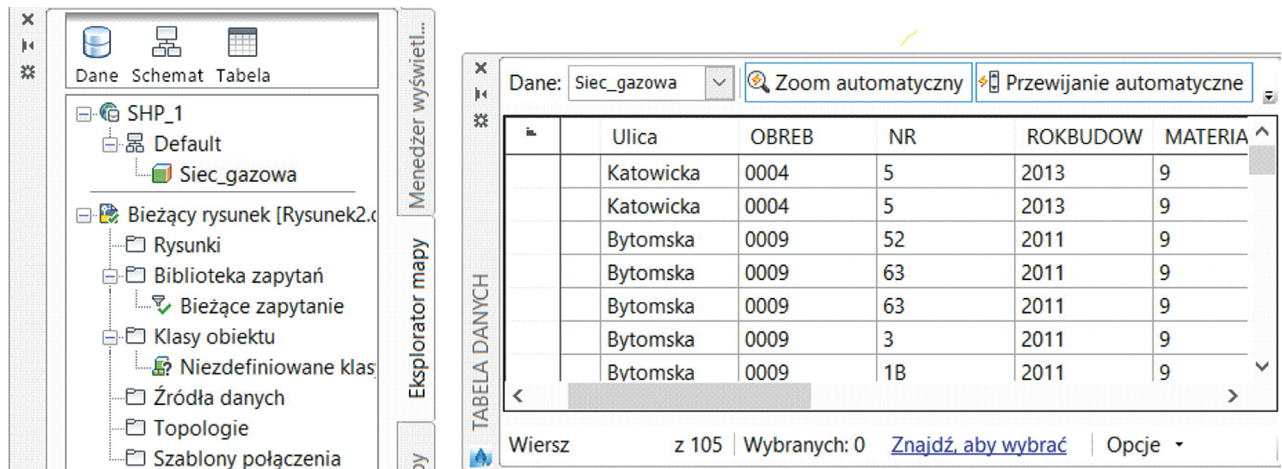 Dane Schemat Tabela
SHP_1
Default
Siec_gazowa
Bieżący rysunek [Rysunek2.c
Rysunki
Biblioteka zapytań
Bieżące zapytanie
Klasy obiektu
Niezdefiniowane klas
Źródła danych
Topologie
Szablony połączenia
Menedżer wyświetl...
Eksplorator mapy
Dane: Siec_gazowa Zoom automatyczny Przewijanie automatyczne
Ulica OBREB NR ROKBUDOW MATERIA
Katowicka 0004 5 2013 9
Katowicka 0004 5 2013 9
Bytomska 0009 52 2011 9
Bytomska 0009 63 2011 9
Bytomska 0009 63 2011 9
Bytomska 0009 3 2011 9
Bytomska 0009 1B 2011 9
TABELA DANYCH
Wiersz z 105 Wybranych: 0 Znajdź, aby wybrać Opcje